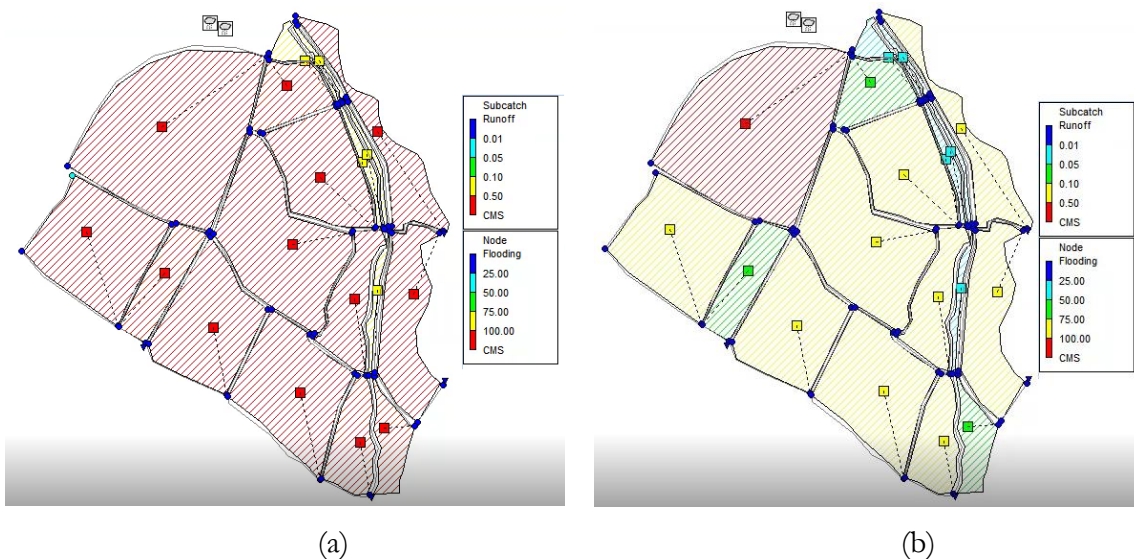 Subcatch
Runoff
0.01
0.05
0.10
0.50
CMS
Node
Flooding
25.00
50.00
75.00
100.00
CMS
Subcatch
Runoff
0.01
0.05
0.10
0.50
CMS
Node
Flooding
25.00
50.00
75.00
100.00
CMS
(a)
(b)